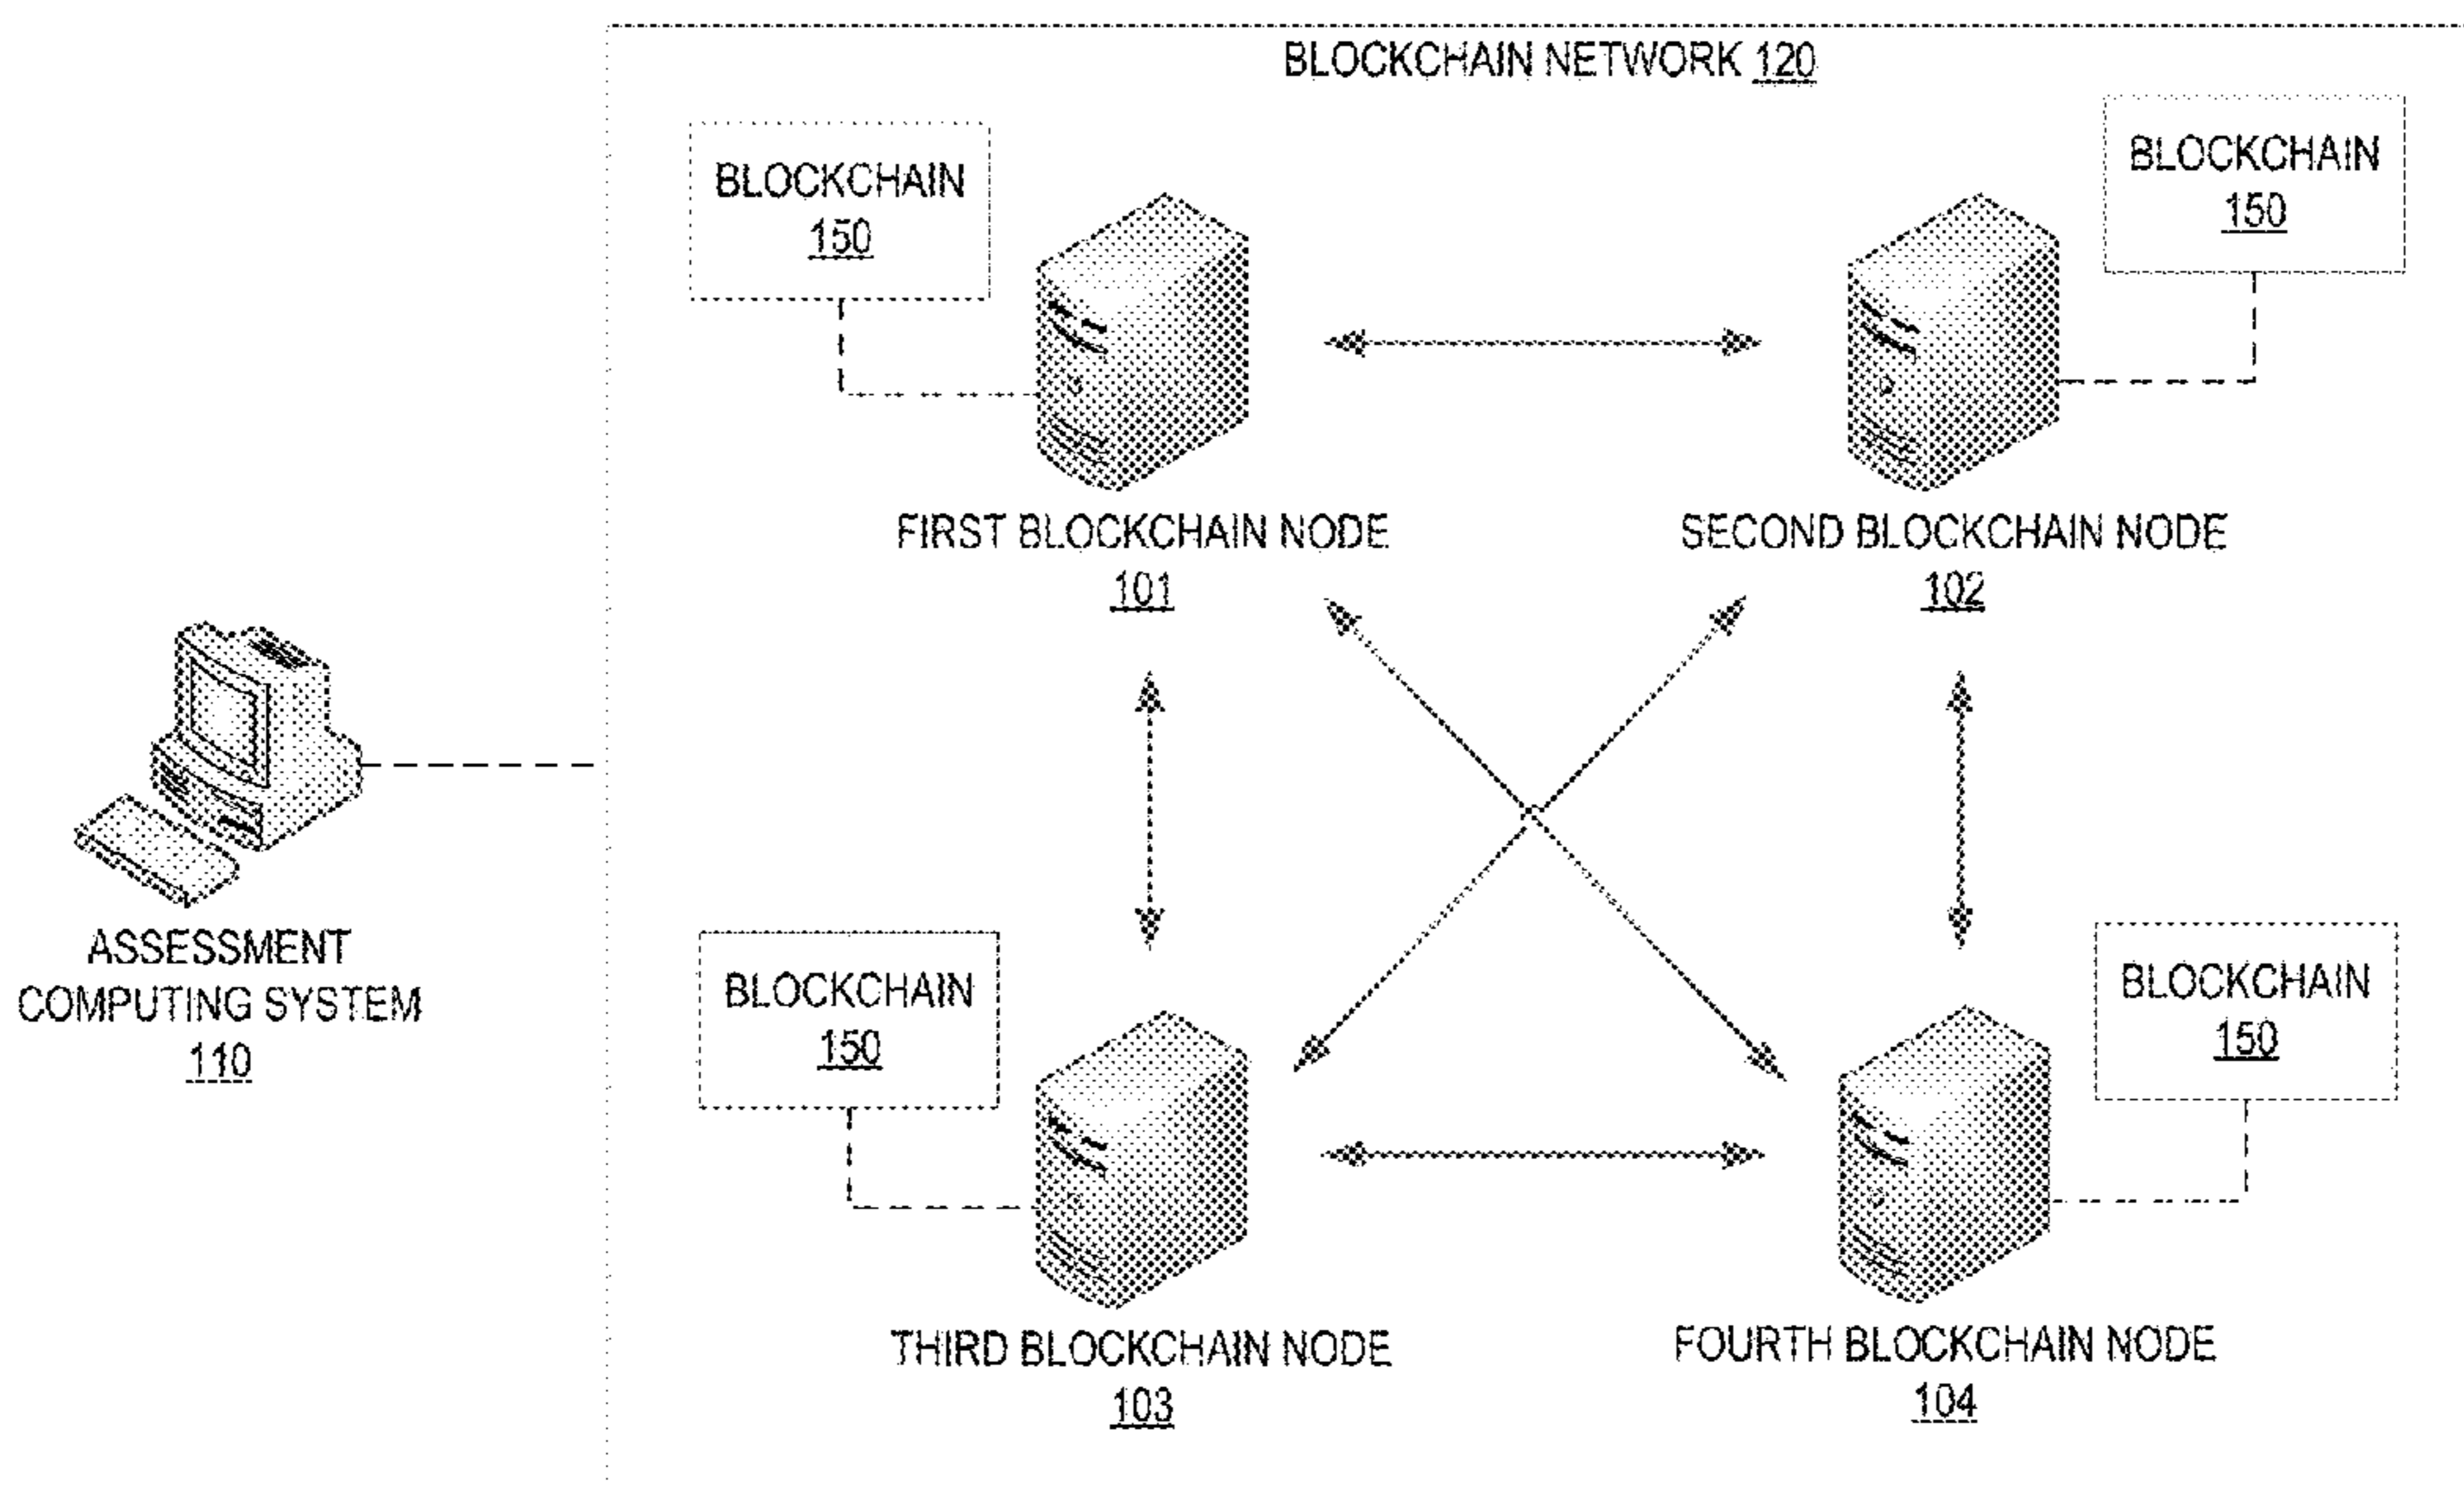 BLOCKCHAIN NETWORK 120
BLOCKCHAIN
150
BLOCKCHAIN
150
FIRST BLOCKCHAIN NODE
101
SECOND BLOCKCHAIN NODE
102
ASSESSMENT
COMPUTING SYSTEM
110
BLOCKCHAIN
150
BLOCKCHAIN
150
THIRD BLOCKCHAIN NODE
103
FOURTH BLOCKCHAIN NODE
104